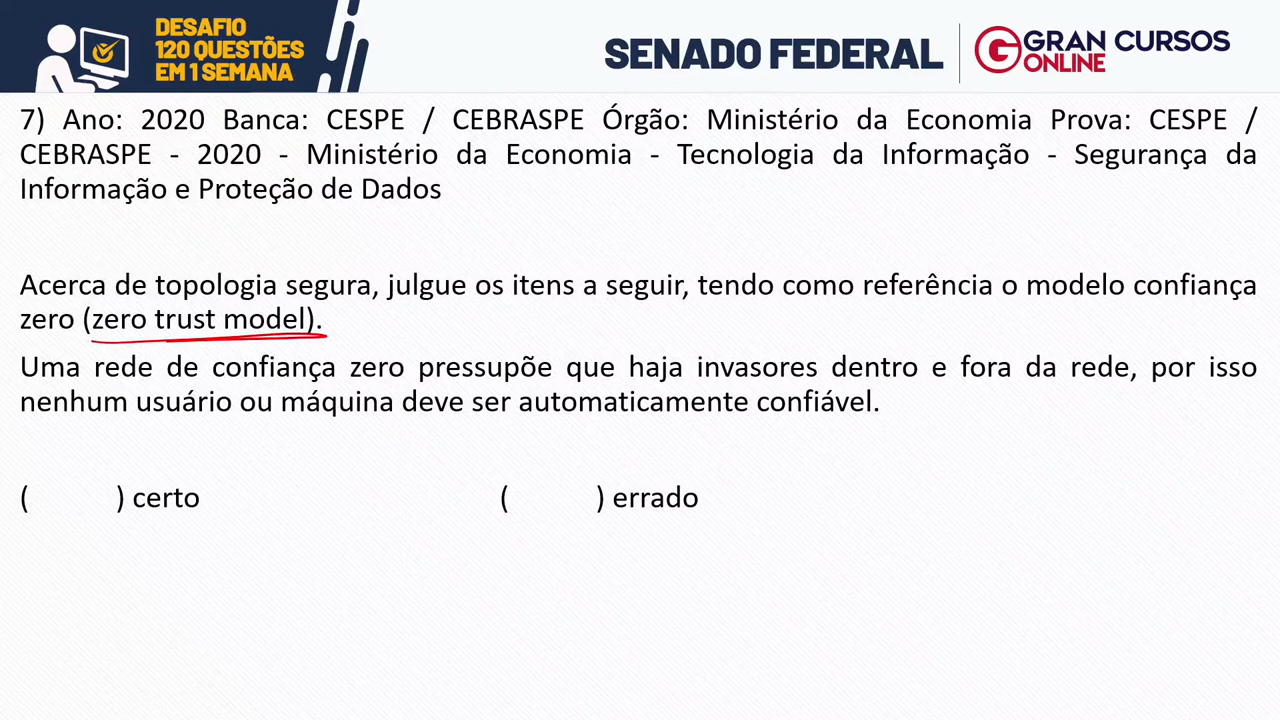 DESAFIO
120 QUESTÕES
EM 1 SEMANA
SENADO FEDERAL
GRAN CURSOS
ONLINE
7) Ano: 2020 Banca: CESPE / CEBRASPE Órgão: Ministério da Economia Prova: CESPE /
CEBRASPE - 2020 - Ministério da Economia - Tecnologia da Informação - Segurança da
Informação e Proteção de Dados
Acerca de topologia segura, julgue os itens a seguir, tendo como referência o modelo confiança
zero (zero trust model).
Uma rede de confiança zero pressupõe que haja invasores dentro e fora da rede, por isso
nenhum usuário ou máquina deve ser automaticamente confiável.
( ) certo ( ) errado